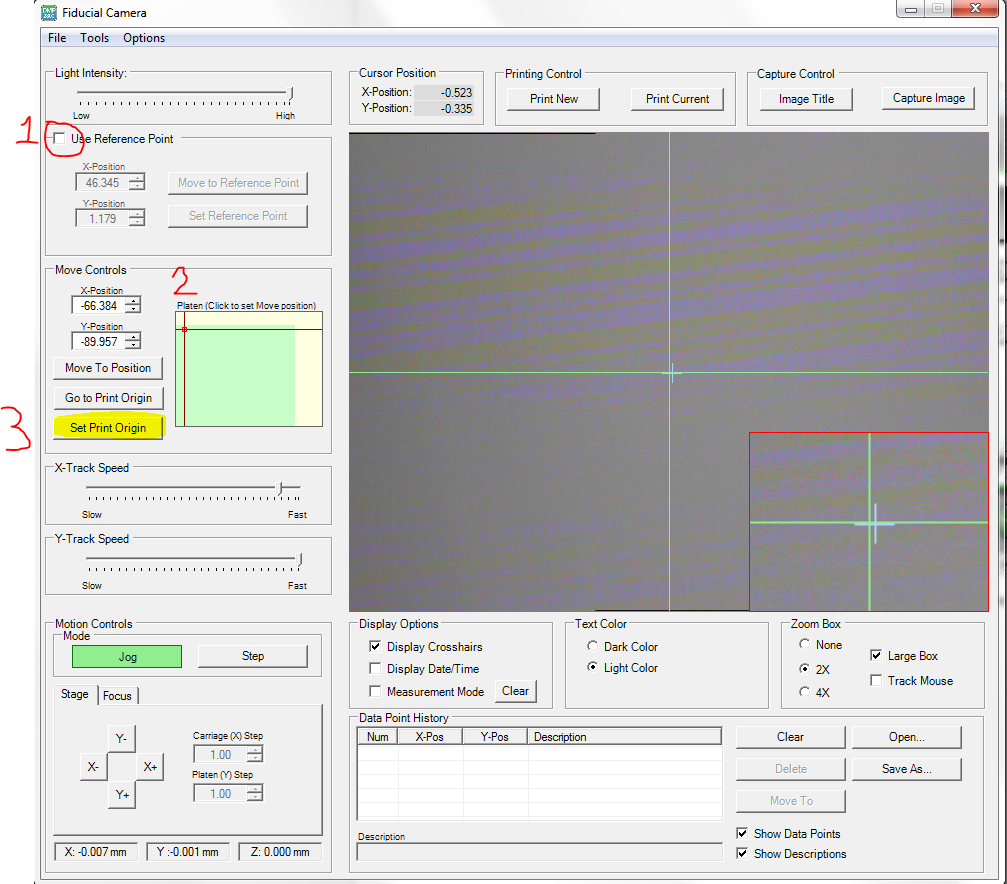 Fiducial Camera
File Tools Options
Light Intensity:
Low High
1
Use Reference Point
X-Position
46.345
Move to Reference Point
Y-Position
1.179
Set Reference Point
Move Controls
2
X-Position
-66.384
Platen (Click to set Move position)
Y-Position
-89.957
Move To Position
Go to Print Origin
3
Set Print Origin
X-Track Speed
Slow Fast
Y-Track Speed
Slow Fast
Motion Controls
Mode
Jog Step
Stage Focus
Y-
X- X+
Y+
Carriage (X) Step
1.00
Platen (Y) Step
1.00
X: -0.007 mm Y :-0.001 mm Z: 0.000 mm
Cursor Position
X-Position: -0.523
Y-Position: -0.335
Printing Control
Print New Print Current
Capture Control
Image Title Capture Image
Display Options
Display Crosshairs
Display Date/Time
Measurement Mode Clear
Text Color
Dark Color
Light Color
Zoom Box
None
2X
4X
Large Box
Track Mouse
Data Point History
Num X-Pos Y-Pos Description
Description
Clear Open...
Delete Save As...
Move To
Show Data Points
Show Descriptions